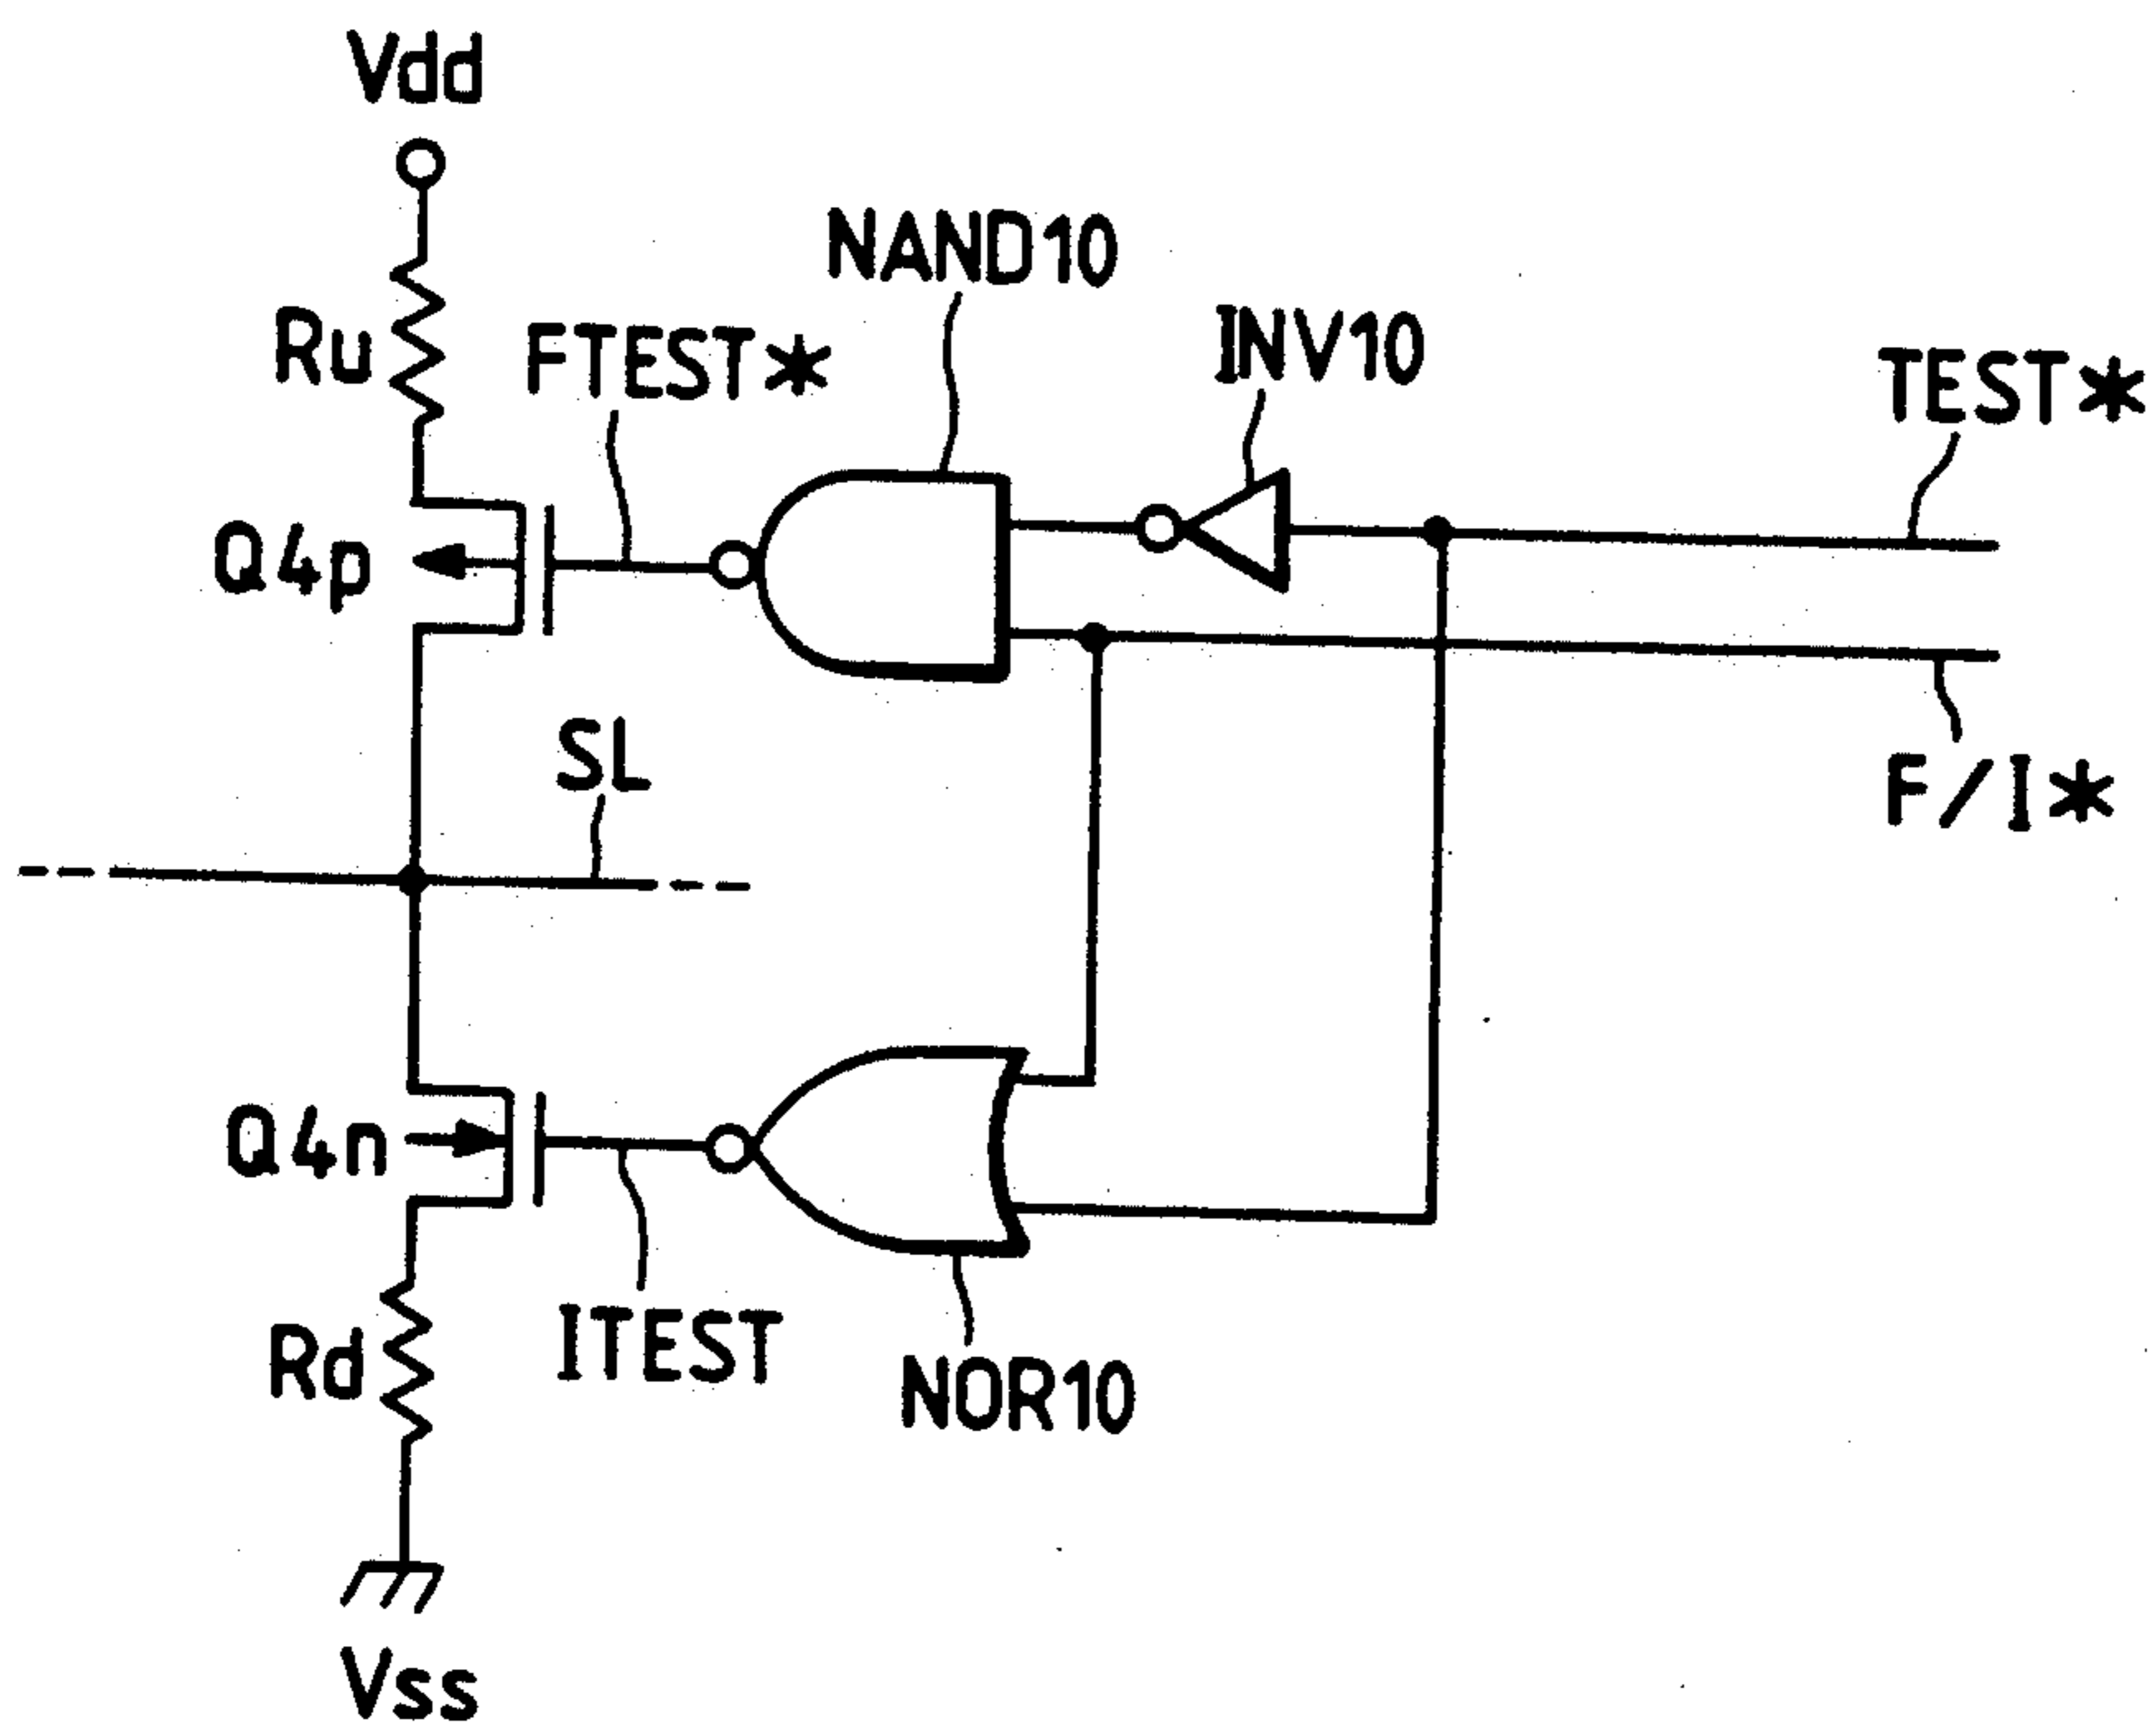 Vdd
NAND10
INV10
Ru
FTEST*
TEST*
Q4p
SL
F/I*
Q4n
ITEST
Rd
NOR10
Vss